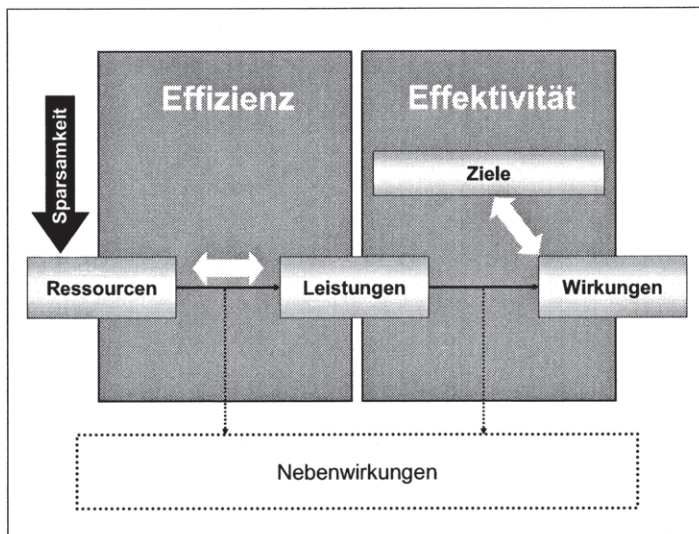 Effizienz
Effektivität
Sparsamkeit
Ziele
Ressourcen
Leistungen
Wirkungen
Nebenwirkungen